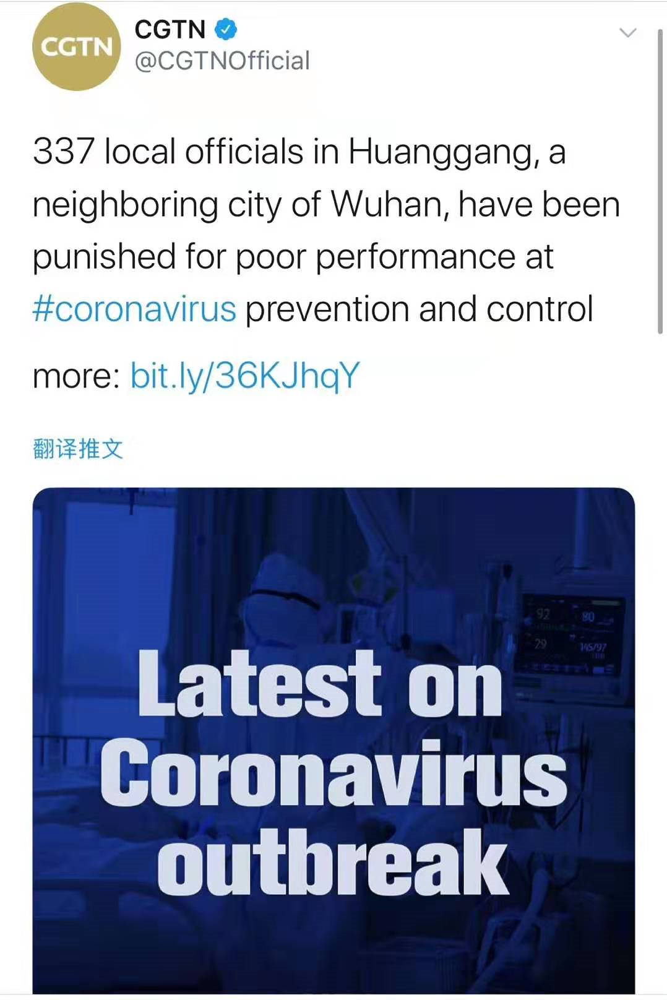 CGTN
CGTN
@CGTNOfficial
337 local officials in Huanggang, a
neighboring city of Wuhan, have been
punished for poor performance at
#coronavirus prevention and control
more: bit.ly/36KJhqY
翻译推文
92
80
29
145/97
Latest on
Coronavirus
outbreak